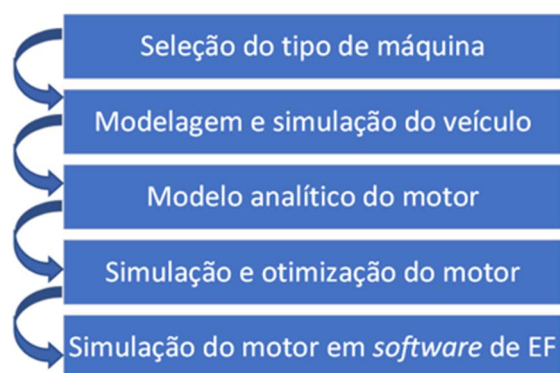 Seleção do tipo de máquina
Modelagem e simulação do veículo
Modelo analítico do motor
Simulação e otimização do motor
Simulação do motor em software de EF